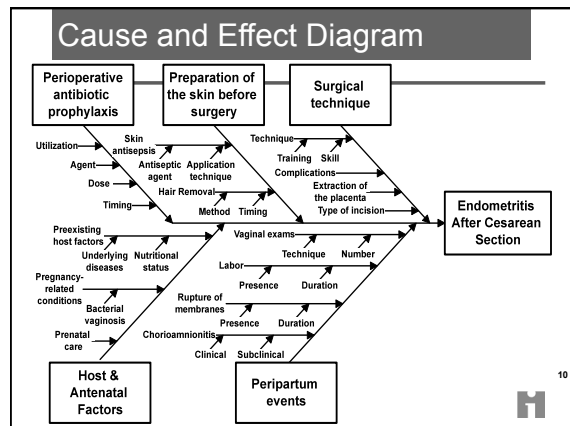 Cause and Effect Diagram
Perioperative
antibiotic
prophylaxis
Preparation of
the skin before
surgery
Surgical
technique
Utilization
Agent
Dose
Timing
Skin
antisepsis
Antiseptic
agent
Application
technique
Hair Removal
Method
Timing
Technique
Training
Skill
Complications
Extraction of
the placenta
Type of incision
Endometritis
After Cesarean
Section
Preexisting
host factors
Underlying
diseases
Nutritional
status
Pregnancy-
related
conditions
Bacterial
vaginosis
Prenatal
care
Vaginal exams
Technique
Number
Labor
Presence
Duration
Rupture of
membranes
Presence
Duration
Chorioamnionitis
Clinical
Subclinical
Host &
Antenatal
Factors
Peripartum
events
10